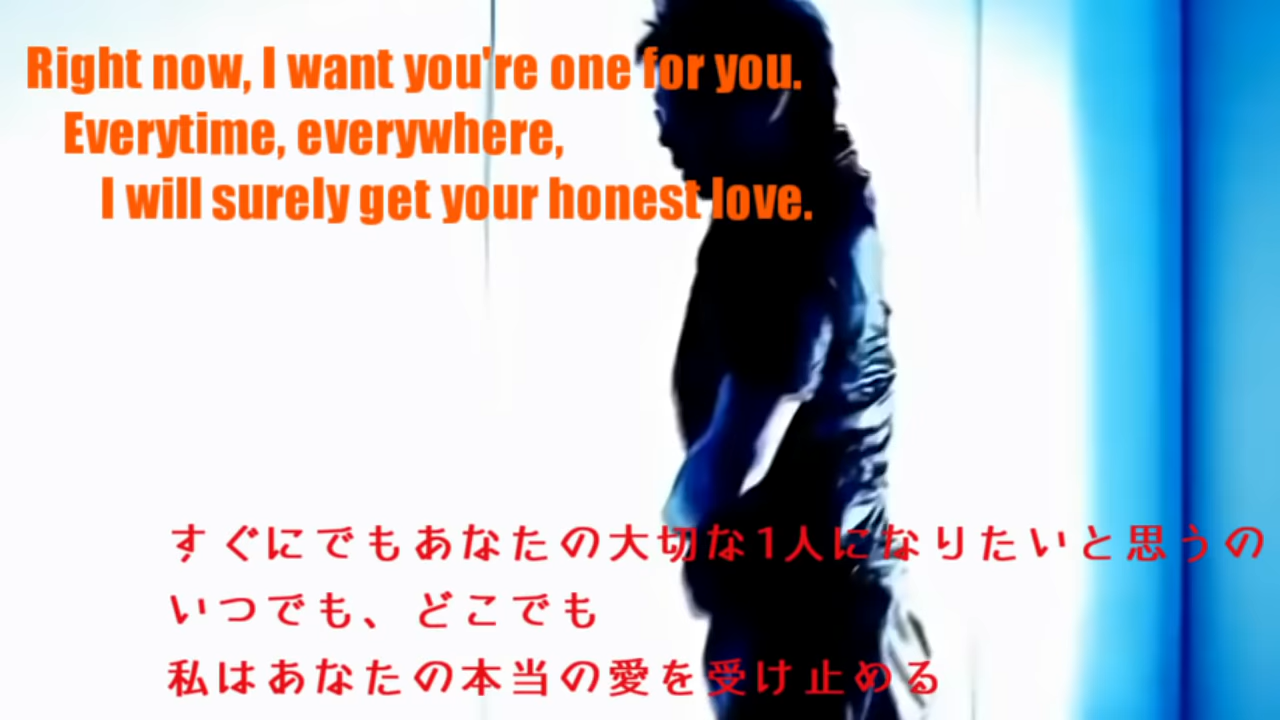 Right now, I want you're one for you.
Everytime, everywhere,
I will surely get your honest love.
すぐにでもあなたの大切な1人になりたいと思うの
いつでも、どこでも
私はあなたの本当の愛を受け止める